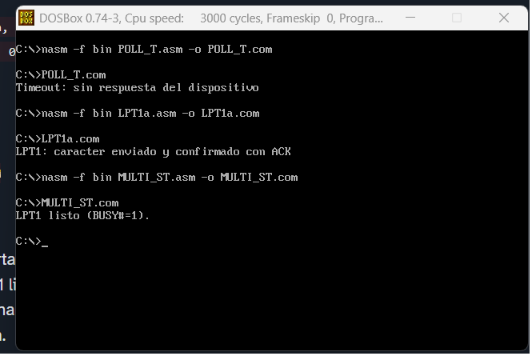 DOSBox 0.74-3, Cpu speed: 3000 cycles, Frameskip 0, Progra...
C:\>nasm -f bin POLL_T.asm -o POLL_T.com
C:\>POLL_T.com
Timeout: sin respuesta del dispositivo
C:\>nasm -f bin LPT1a.asm -o LPT1a.com
C:\>LPT1a.com
LPT1: caracter enviado y confirmado con ACK
C:\>nasm -f bin MULTI_ST.asm -o MULTI_ST.com
C:\>MULTI_ST.com
LPT1 listo (BUSY#=1).
C:\>_